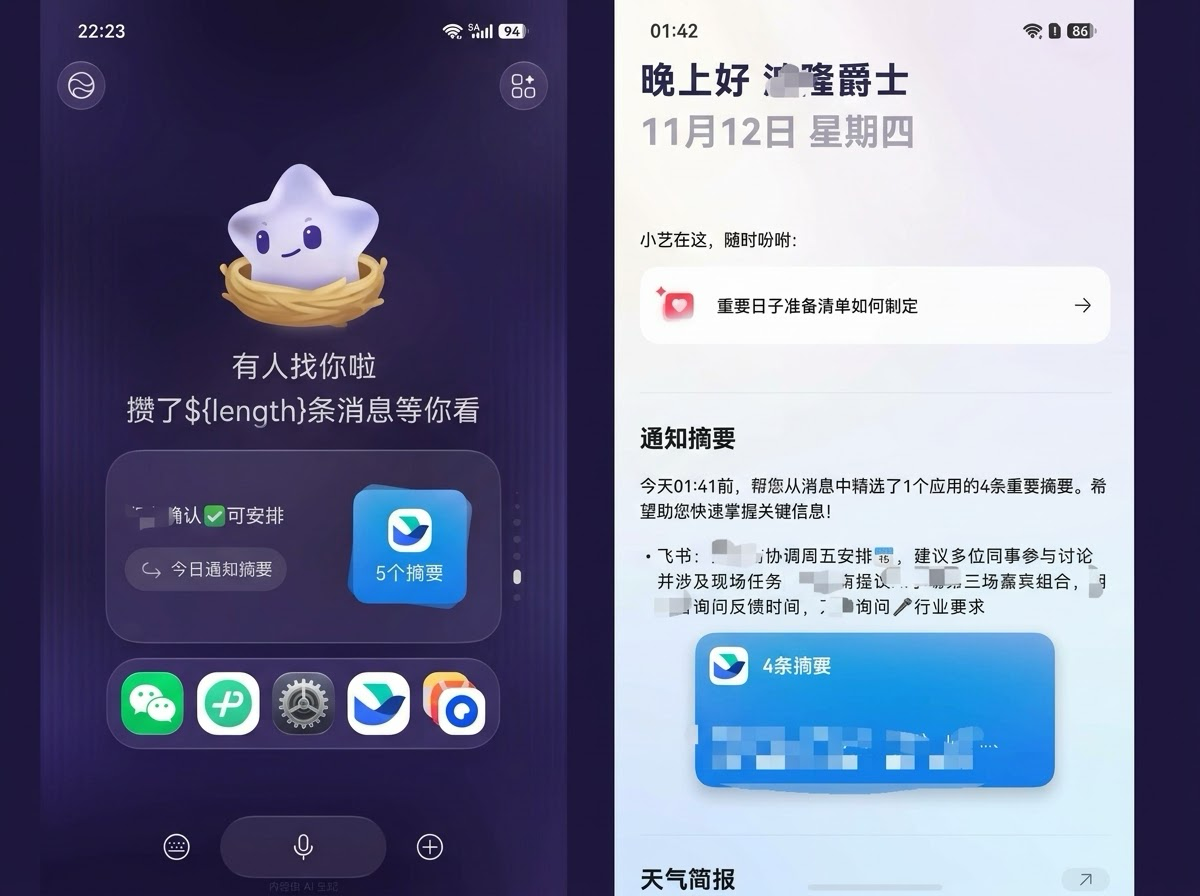 22:23
SA
94
有人找你啦
攒了${length}条消息等你看
确认✅可安排
今日通知摘要
5个摘要
内容由 AI 生成
01:42
86
晚上好 隆爵士
11月12日 星期四
小艺在这，随时吩咐:
重要日子准备清单如何制定
通知摘要
今天01:41前，帮您从消息中精选了1个应用的4条重要摘要。希
望助您快速掌握关键信息!
• 飞书: 协调周五安排📅，建议多位同事参与讨论
并涉及现场任务 有提议 第三场嘉宾组合，
询问反馈时间， 询问🎤行业要求
4条摘要
天气简报